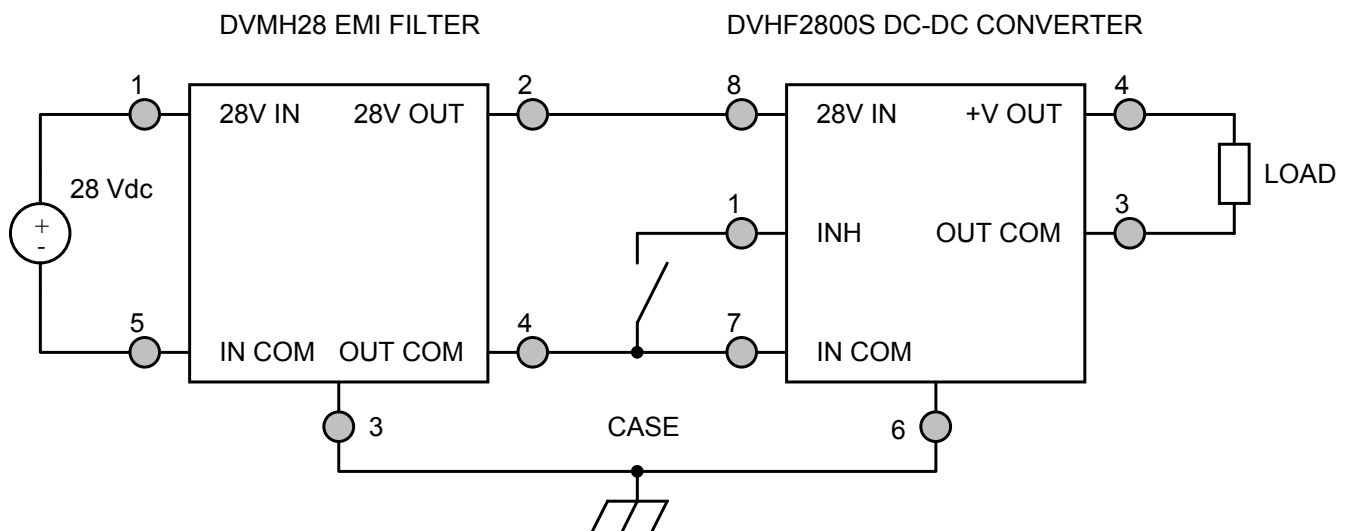 DVMH28 EMI FILTER
DVHF2800S DC-DC CONVERTER
1
2
8
4
28V IN
28V OUT
28V IN
+V OUT
28 Vdc
LOAD
+
-
1
3
INH
OUT COM
5
4
7
IN COM
OUT COM
IN COM
3
CASE
6